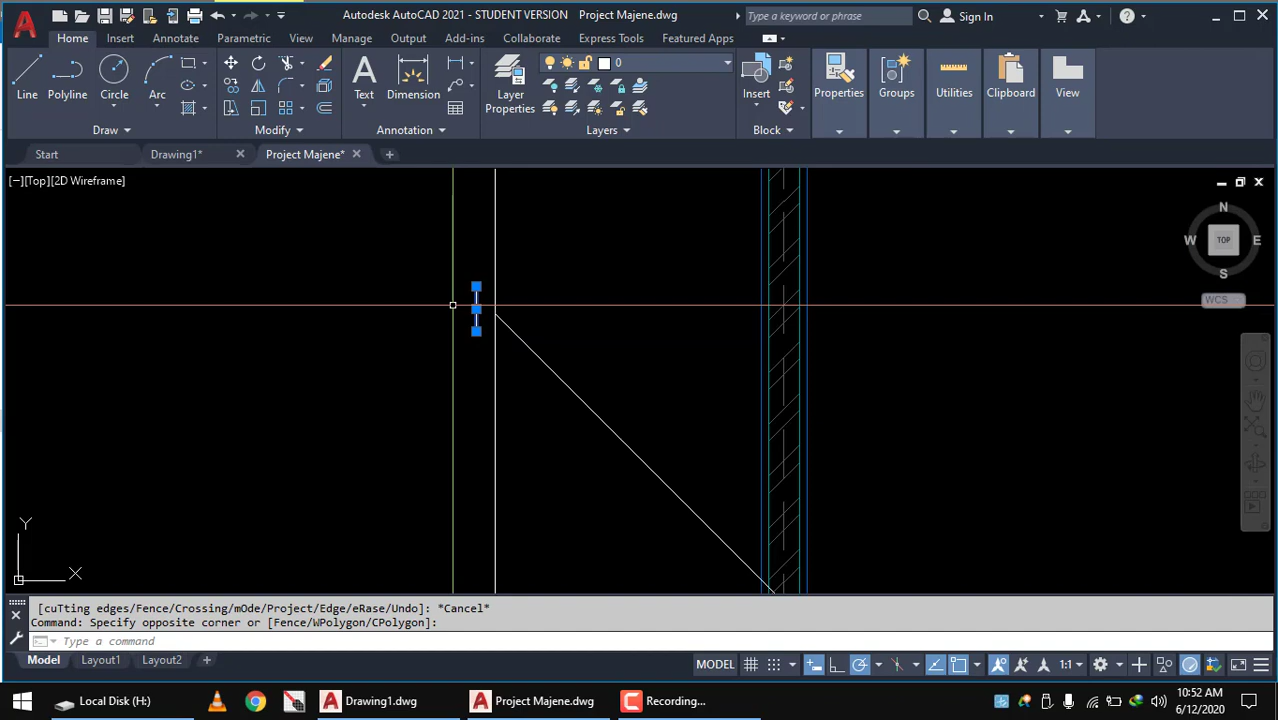 Autodesk AutoCAD 2021 - STUDENT VERSION Project Majene.dwg
Type a keyword or phrase
Sign In
Home Insert Annotate Parametric View Manage Output Add-ins Collaborate Express Tools Featured Apps
0
Line Polyline Circle Arc Text Dimension Layer Properties Insert Properties Groups Utilities Clipboard View
Draw Modify Annotation Layers Block
Start Drawing1* Project Majene*
[−][Top][2D Wireframe]
N
W TOP E
S
WCS
Y
X
[cuTting edges/Fence/Crossing/mOde/Project/Edge/eRase/Undo]: *Cancel*
Command: Specify opposite corner or [Fence/WPolygon/CPolygon]:
Type a command
Model Layout1 Layout2 MODEL 1:1
Local Disk (H:) Drawing1.dwg Project Majene.dwg Recording...
10:52 AM
6/12/2020